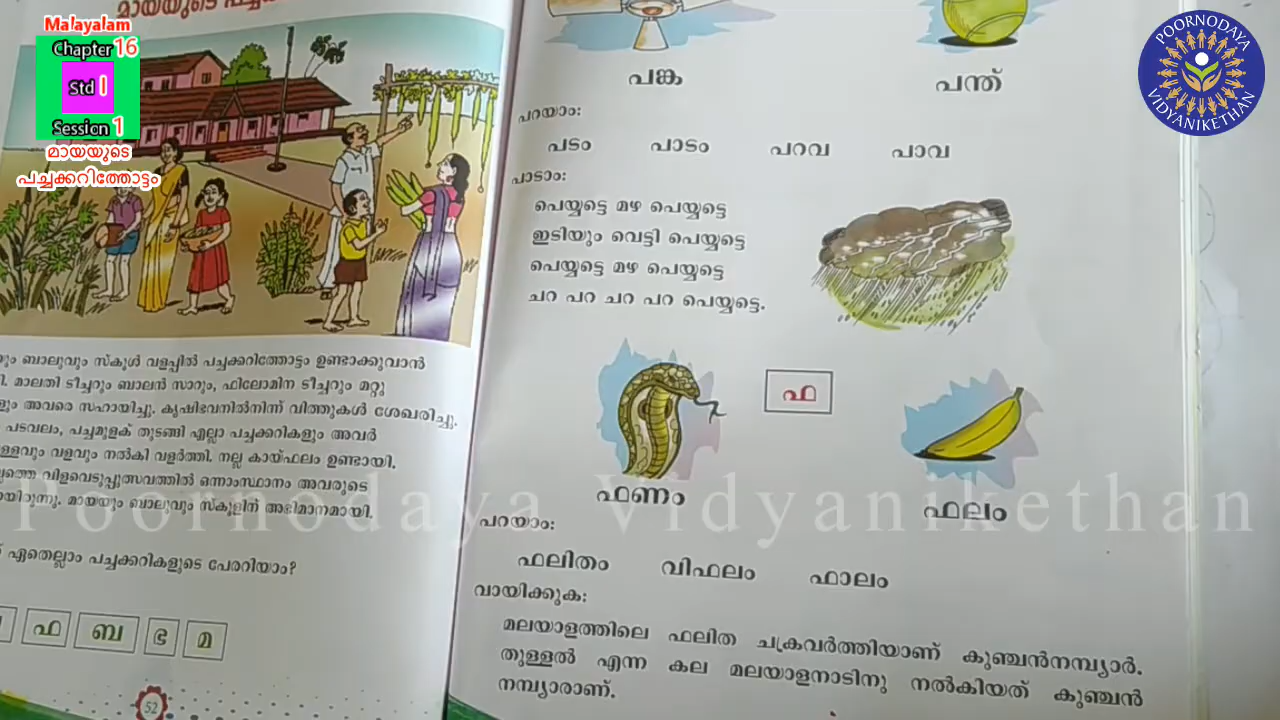 Malayalam
Chapter 16
Std I
Session 1
മായയുടെ
പച്ചക്കറിത്തോട്ടം
POORNODAYA
VIDYANIKETHAN
മായയുടെ
ബാലുവും സ്കൂൾ വളപ്പിൽ പച്ചക്കറിത്തോട്ടം ഉണ്ടാക്കുവാൻ
മാലതി ടീച്ചറും ബാലൻ സാറും, ഫിലോമിന ടീച്ചറും മറ്റു
അവരെ സഹായിച്ചു. കൃഷിഭവനിൽനിന്ന് വിത്തുകൾ ശേഖരിച്ചു.
പടവലം, പച്ചമുളക് തുടങ്ങി എല്ലാ പച്ചക്കറികളും അവർ
വളവും നൽകി വളർത്തി. നല്ല കായ്ഫലം ഉണ്ടായി.
വിളവെടുപ്പുത്സവത്തിൽ ഒന്നാംസ്ഥാനം അവരുടെ
മായയും ബാലുവും സ്കൂളിന് അഭിമാനമായി.
ഏതെല്ലാം പച്ചക്കറികളുടെ പേരറിയാം?
ഫ ബ ഭ മ
52
പങ്ക പന്ത്
പറയാം:
പടം പാടം പറവ പാവ
പാടാം:
പെയ്യട്ടെ മഴ പെയ്യട്ടെ
ഇടിയും വെട്ടി പെയ്യട്ടെ
പെയ്യട്ടെ മഴ പെയ്യട്ടെ
ചറ പറ ചറ പറ പെയ്യട്ടെ.
ഫ
ഫണം ഫലം
Poornodaya Vidyanikethan
പറയാം:
ഫലിതം വിഫലം ഫാലം
വായിക്കുക:
മലയാളത്തിലെ ഫലിത ചക്രവർത്തിയാണ് കുഞ്ചൻനമ്പ്യാർ.
തുള്ളൽ എന്ന കല മലയാളനാടിനു നൽകിയത് കുഞ്ചൻ
നമ്പ്യാരാണ്.